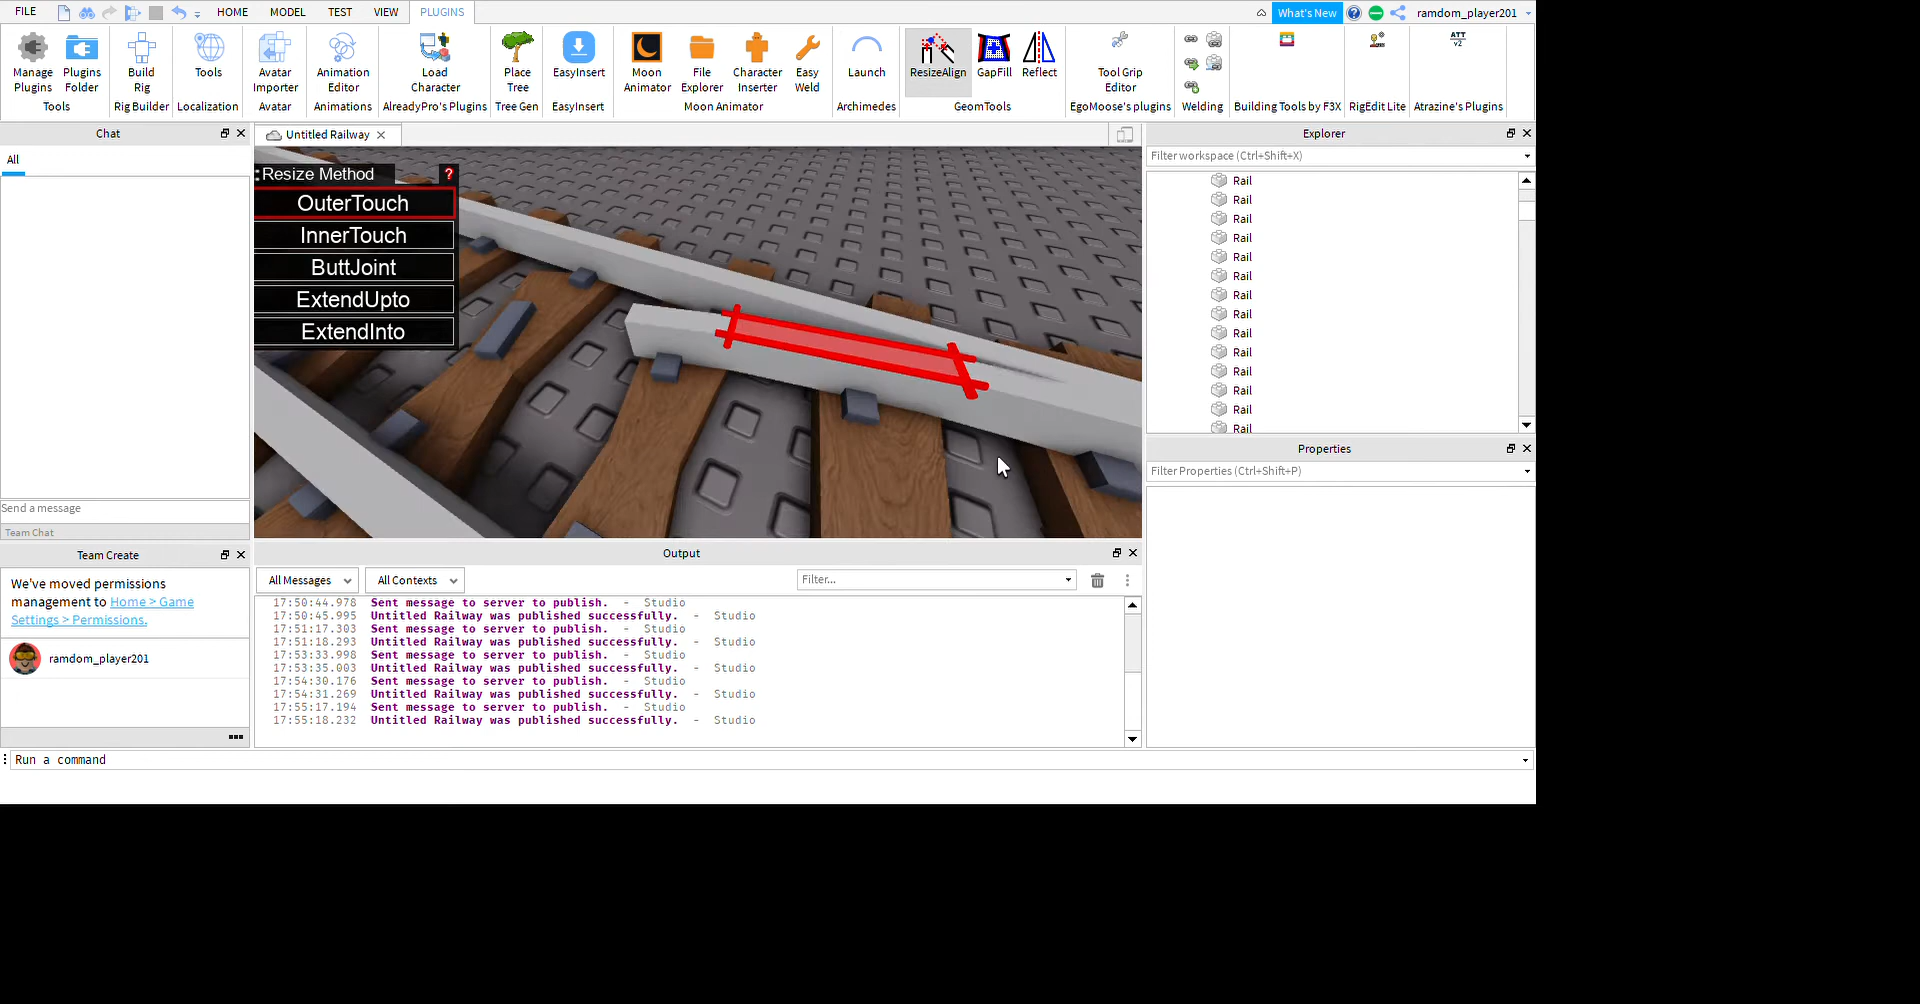 FILE HOME MODEL TEST VIEW PLUGINS What's New ramdom_player201
Manage Plugins
Plugins Folder
Build Rig
Tools
Avatar Importer
Animation Editor
Load Character
Place Tree
EasyInsert
Moon Animator
File Explorer
Character Inserter
Easy Weld
Launch
ResizeAlign
GapFill
Reflect
Tool Grip Editor
ATT v2
Tools Rig Builder Localization Avatar Animations AlreadyPro's Plugins Tree Gen EasyInsert Moon Animator Archimedes GeomTools EgoMoose's plugins Welding Building Tools by F3X RigEdit Lite Atrazine's Plugins
Chat
All
Send a message
Team Chat
Team Create
We've moved permissions
management to Home > Game
Settings > Permissions.
ramdom_player201
Untitled Railway
Resize Method ?
OuterTouch
InnerTouch
ButtJoint
ExtendUpto
ExtendInto
Output
All Messages All Contexts Filter...
17:50:44.978 Sent message to server to publish. - Studio
17:50:45.995 Untitled Railway was published successfully. - Studio
17:51:17.303 Sent message to server to publish. - Studio
17:51:18.293 Untitled Railway was published successfully. - Studio
17:53:33.998 Sent message to server to publish. - Studio
17:53:35.003 Untitled Railway was published successfully. - Studio
17:54:30.176 Sent message to server to publish. - Studio
17:54:31.269 Untitled Railway was published successfully. - Studio
17:55:17.194 Sent message to server to publish. - Studio
17:55:18.232 Untitled Railway was published successfully. - Studio
Explorer
Filter workspace (Ctrl+Shift+X)
Rail
Rail
Rail
Rail
Rail
Rail
Rail
Rail
Rail
Rail
Rail
Rail
Rail
Rail
Properties
Filter Properties (Ctrl+Shift+P)
Run a command